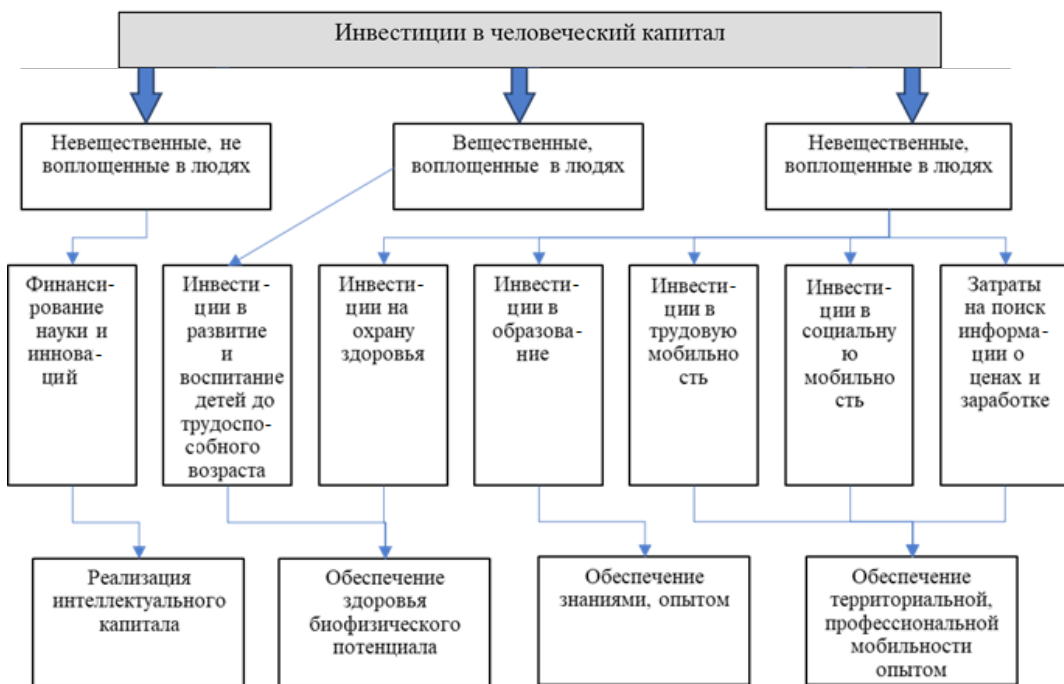 Инвестиции в человеческий капитал
Невещественные, не
воплощенные в людях
Вещественные,
воплощенные в людях
Невещественные,
воплощенные в людях
Финанси-
рование
науки и
иннова-
ций
Инвести-
ции в
развитие
и
воспитание
детей до
трудоспо-
собного
возраста
Инвести-
ции на
охрану
здоровья
Инвести-
ции в
образова-
ние
Инвести-
ции в
трудовую
мобильно
сть
Инвести-
ции в
социальну
ю
мобильно
сть
Затраты
на поиск
информа-
ции о
ценах и
заработке
Реализация
интеллектуального
капитала
Обеспечение
здоровья
биофизического
потенциала
Обеспечение
знаниями, опытом
Обеспечение
территориальной,
профессиональной
мобильности
опытом